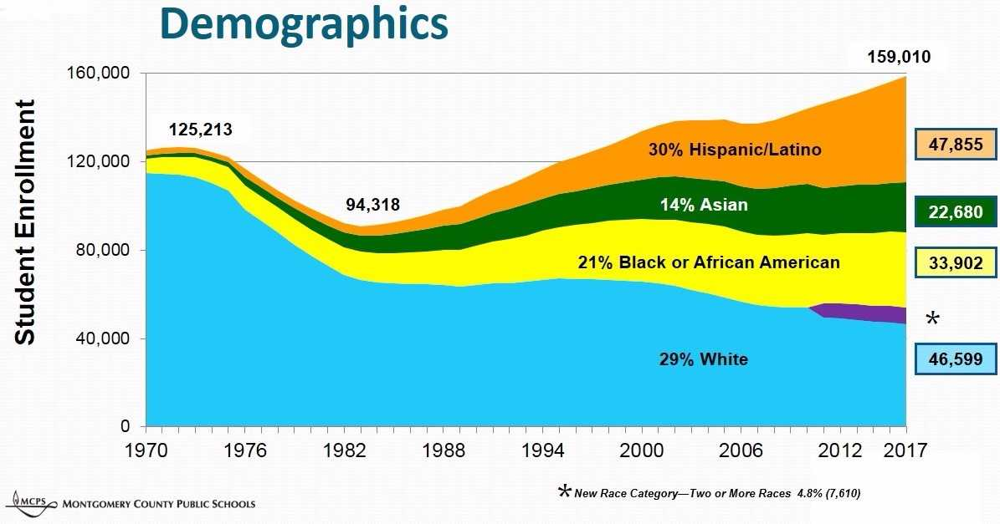 Demographics
Student Enrollment
160,000
120,000
80,000
40,000
0
125,213
94,318
159,010
30% Hispanic/Latino
14% Asian
21% Black or African American
29% White
47,855
22,680
33,902
*
46,599
1970 1976 1982 1988 1994 2000 2006 2012 2017
* New Race Category—Two or More Races 4.8% (7,610)
MCPS MONTGOMERY COUNTY PUBLIC SCHOOLS